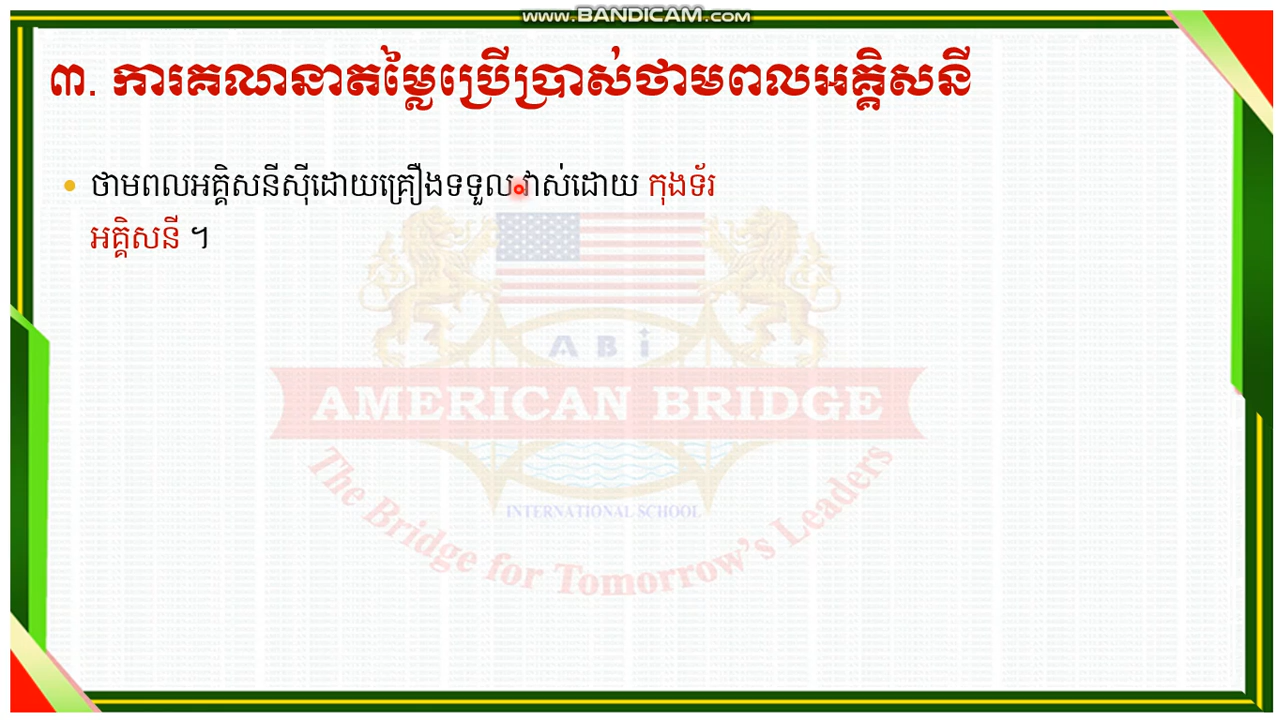 www.BANDICAM.com
៣. ការគណនាតម្លៃប្រើប្រាស់ថាមពលអគ្គិសនី
• ថាមពលអគ្គិសនីស៊ីដោយគ្រឿងទទួលវាស់ដោយ កុងទ័រ
អគ្គិសនី ។
ABi
AMERICAN BRIDGE
INTERNATIONAL SCHOOL
The Bridge for Tomorrow's Leaders